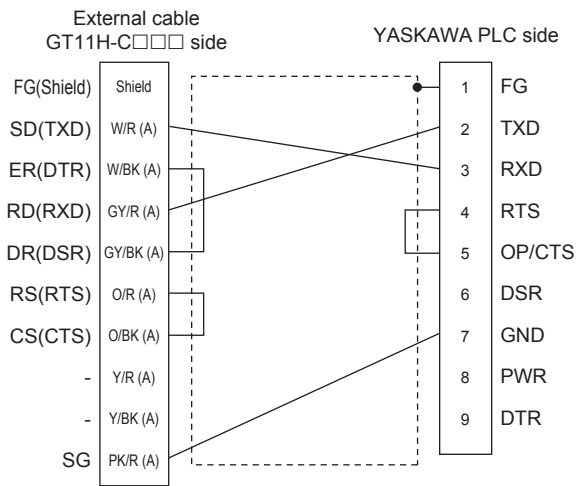 External cable
GT11H-C□□□ side
YASKAWA PLC side
FG(Shield) Shield 1 FG
SD(TXD) W/R (A) 2 TXD
ER(DTR) W/BK (A) 3 RXD
RD(RXD) GY/R (A) 4 RTS
DR(DSR) GY/BK (A) 5 OP/CTS
RS(RTS) O/R (A) 6 DSR
CS(CTS) O/BK (A) 7 GND
- Y/R (A) 8 PWR
- Y/BK (A) 9 DTR
SG PK/R (A)